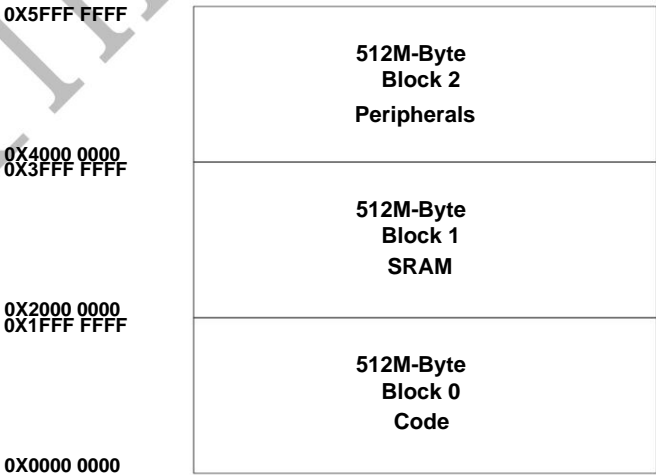 0X5FFF FFFF
512M-Byte
Block 2
Peripherals
0X4000 0000
0X3FFF FFFF
512M-Byte
Block 1
SRAM
0X2000 0000
0X1FFF FFFF
512M-Byte
Block 0
Code
0X0000 0000